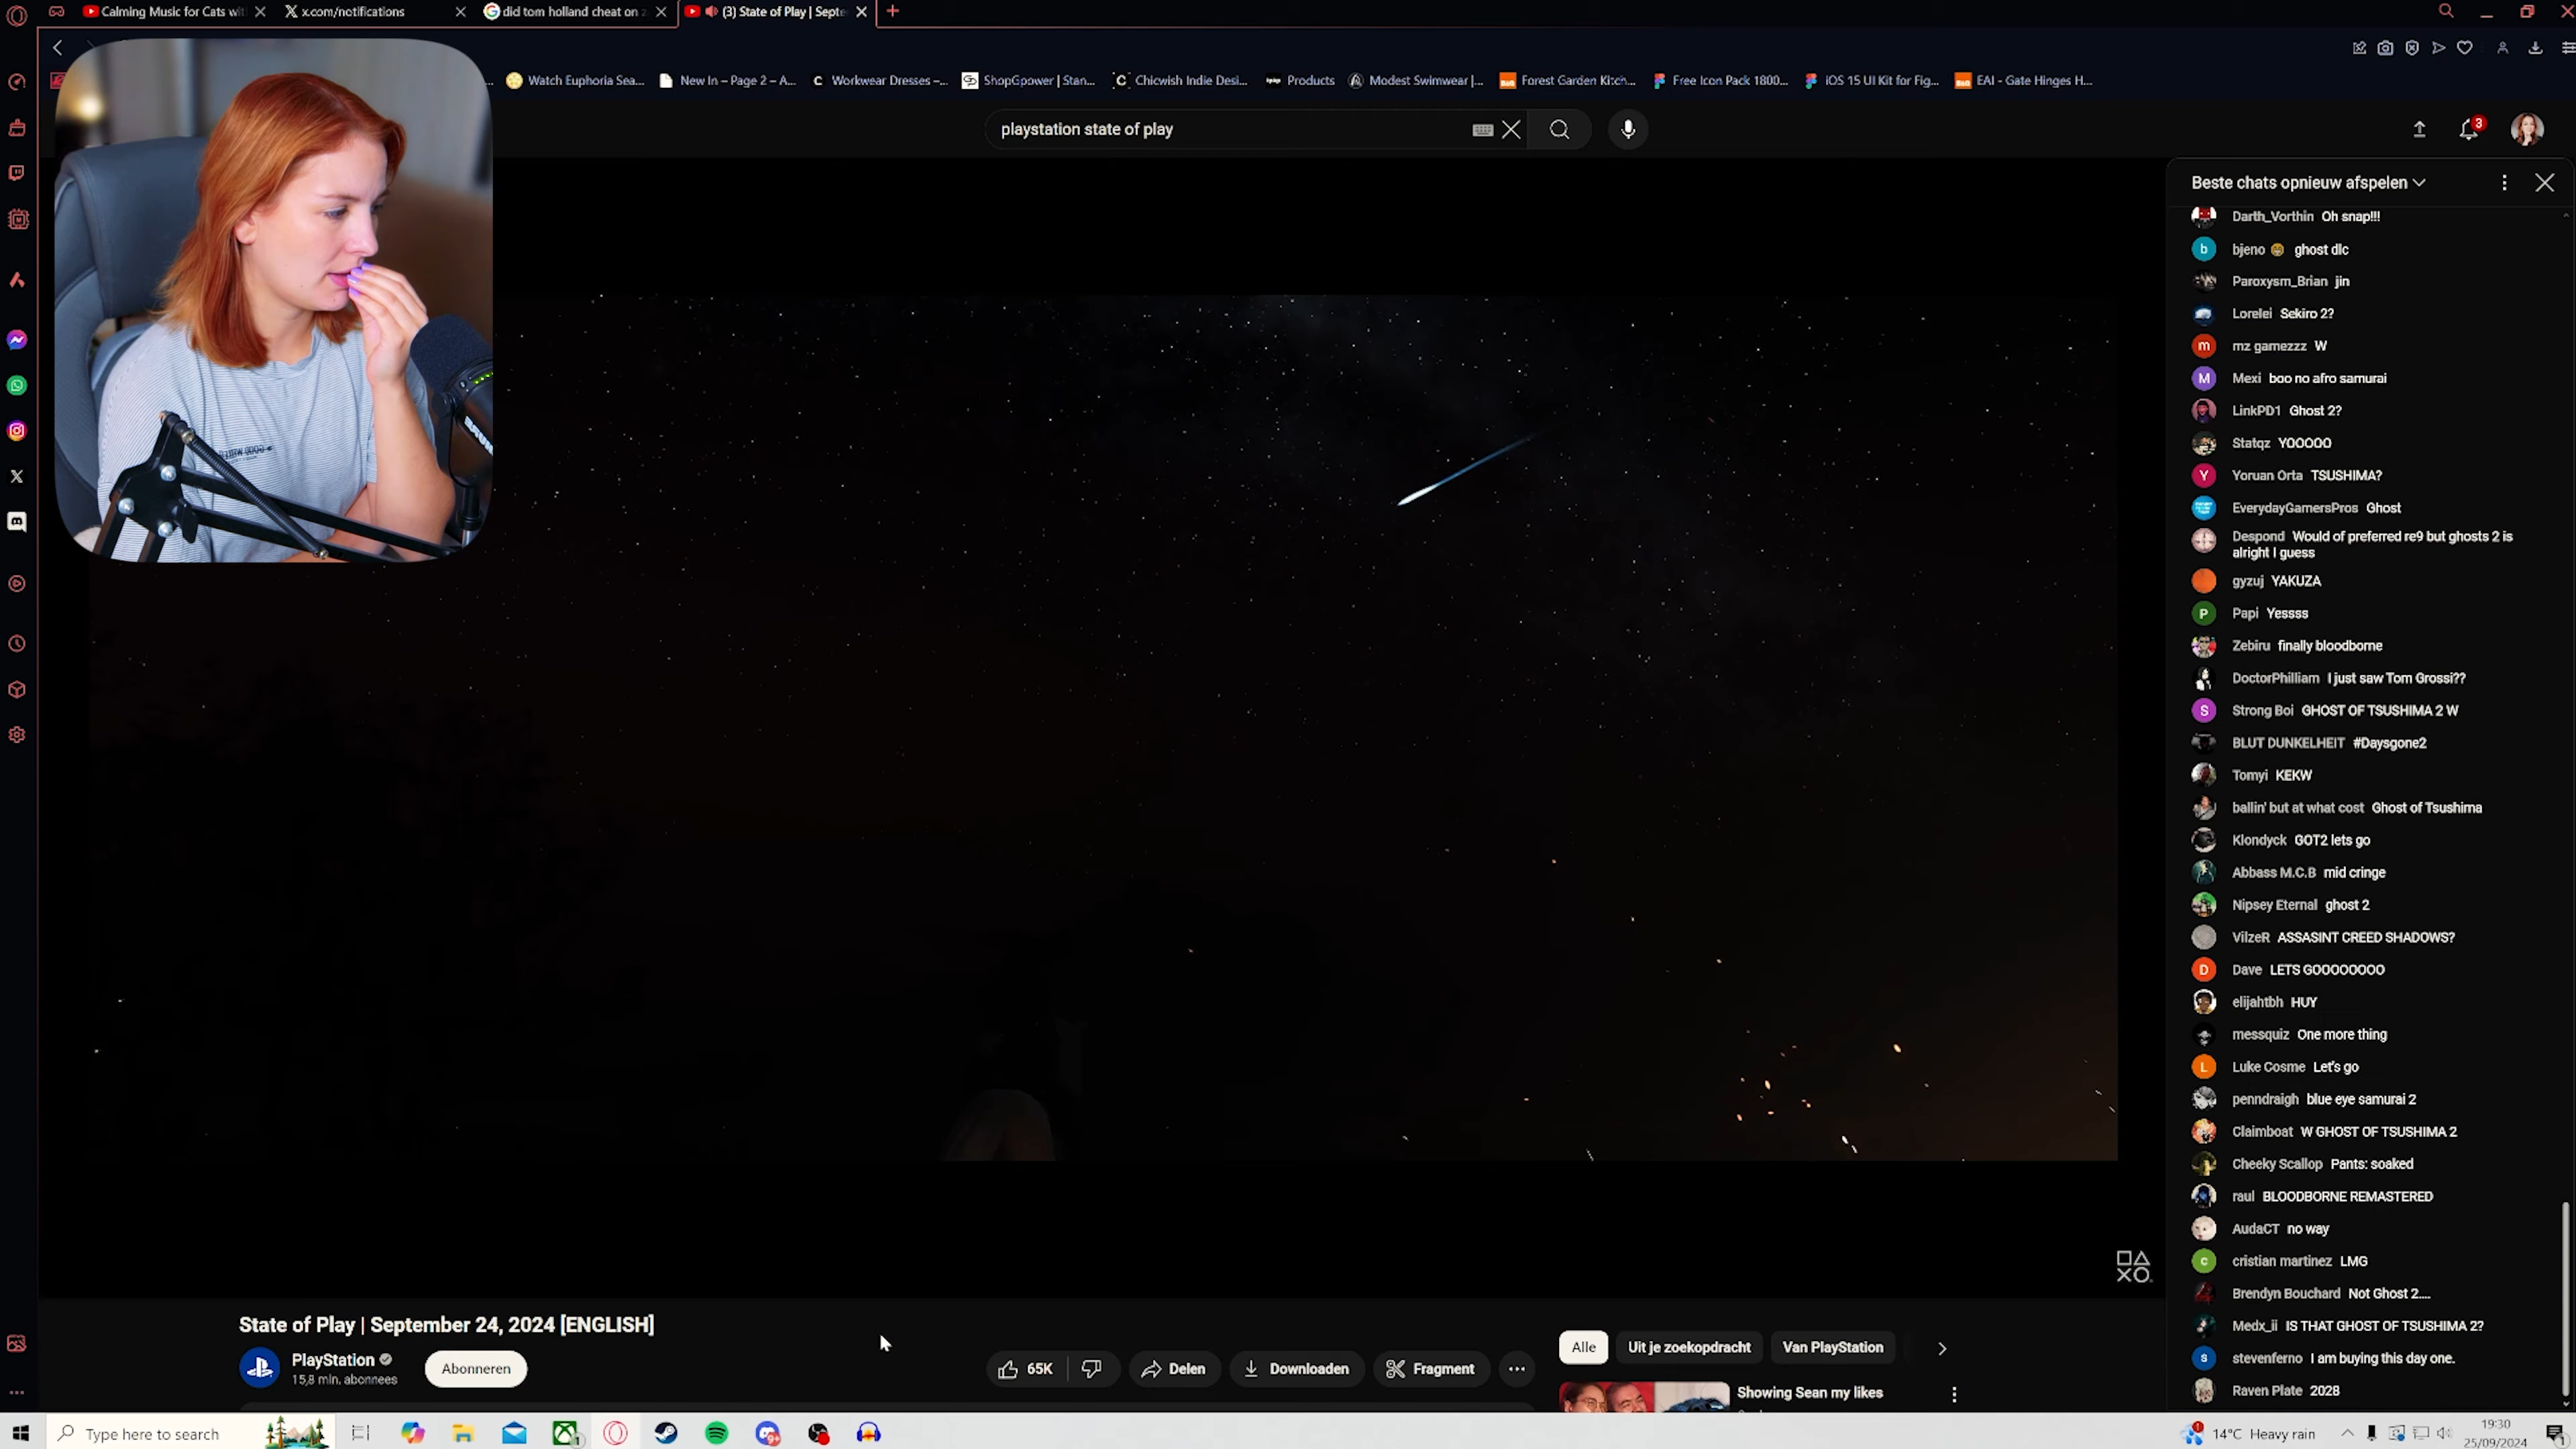 Calming Music for Cats wit
x.com/notifications
did tom holland cheat on z
(3) State of Play | Septe
Watch Euphoria Sea...
New In – Page 2 – A...
Workwear Dresses –...
ShopGpower | Stan...
Chicwish Indie Desi...
Products
Modest Swimwear |...
Forest Garden Kitch...
Free Icon Pack 1800...
iOS 15 UI Kit for Fig...
EAI - Gate Hinges H...
playstation state of play
3
Beste chats opnieuw afspelen
Darth_Vorthin Oh snap!!!
bjeno ghost dlc
Paroxysm_Brian jin
Lorelei Sekiro 2?
mz gamezzz W
Mexi bao no afro samurai
LinkPD1 Ghost 2?
Statqz YOOOOO
Yoruan Orta TSUSHIMA?
EverydayGamersPros Ghost
Despond Would of preferred re9 but ghosts 2 is
alright I guess
gyzuj YAKUZA
Papi Yessss
Zebiru finally bloodborne
DoctorPhilliam I just saw Tom Grossi??
Strong Boi GHOST OF TSUSHIMA 2 W
BLUT DUNKELHEIT #Daysgone2
Tomyi KEKW
ballin' but at what cost Ghost of Tsushima
Klondyck GOT2 lets go
Abbass M.C.B mid cringe
Nipsey Eternal ghost 2
VilzeR ASSASINT CREED SHADOWS?
Dave LETS GOOOOOOOO
elijahtbh HUY
messquiz One more thing
Luke Cosme Let's go
penndraigh blue eye samurai 2
Claimboat W GHOST OF TSUSHIMA 2
Cheeky Scallop Pants: soaked
raul BLOODBORNE REMASTERED
AudaCT no way
cristian martinez LMG
Brendyn Bouchard Not Ghost 2....
Medx_ii IS THAT GHOST OF TSUSHIMA 2?
stevenferno I am buying this day one.
Raven Plate 2028
State of Play | September 24, 2024 [ENGLISH]
PlayStation
15,8 mln. abonnees
Abonneren
65K
Delen
Downloaden
Fragment
Alle
Uit je zoekopdracht
Van PlayStation
Showing Sean my likes
Type here to search
14°C Heavy rain
19:30
25/09/2024